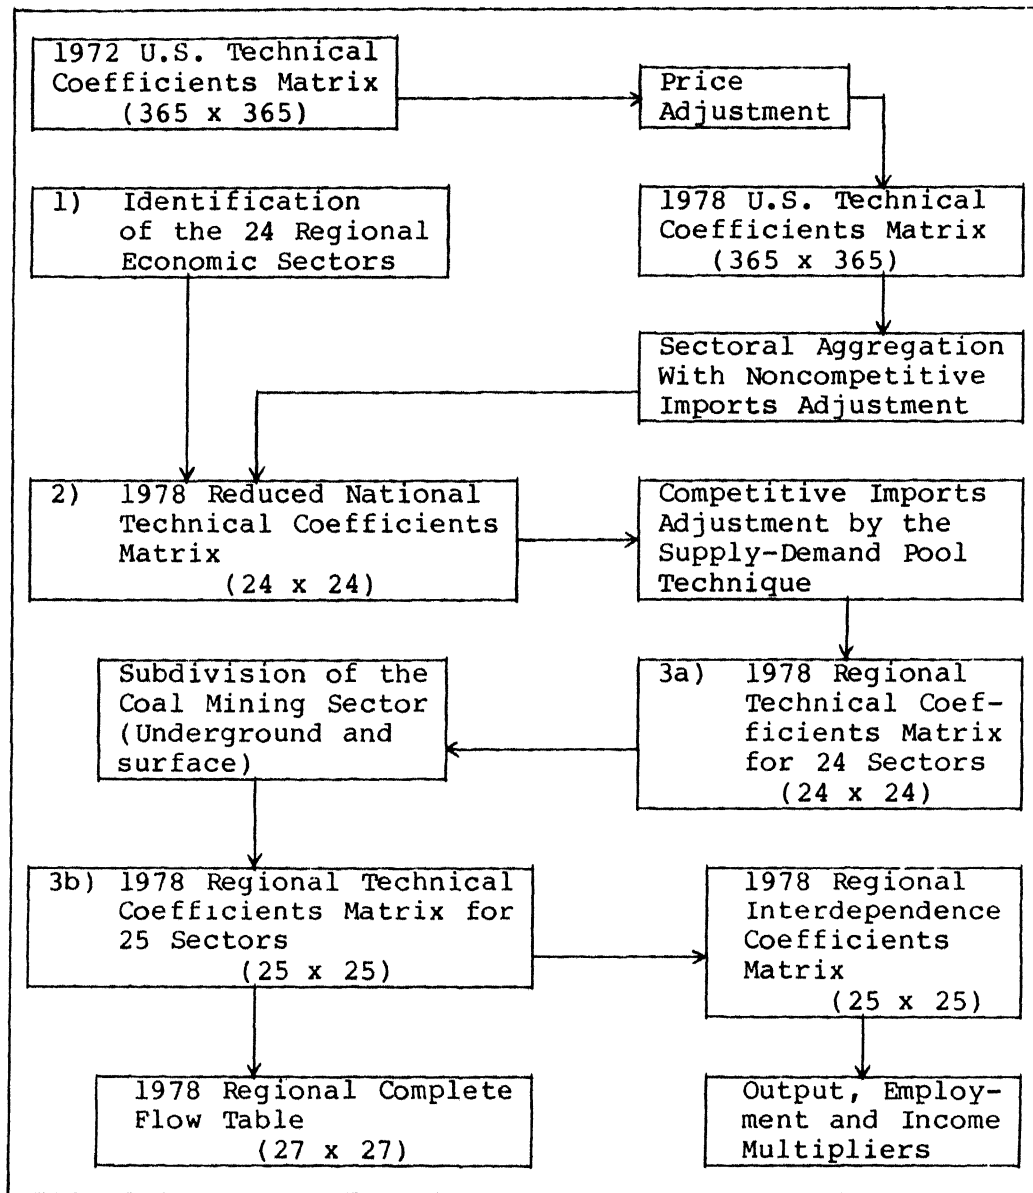 1972 U.S. Technical
Coefficients Matrix
(365 x 365)
Price
Adjustment
1) Identification
of the 24 Regional
Economic Sectors
1978 U.S. Technical
Coefficients Matrix
(365 x 365)
Sectoral Aggregation
With Noncompetitive
Imports Adjustment
2) 1978 Reduced National
Technical Coefficients
Matrix
(24 x 24)
Competitive Imports
Adjustment by the
Supply-Demand Pool
Technique
3a) 1978 Regional
Technical Coef-
ficients Matrix
for 24 Sectors
(24 x 24)
Subdivision of the
Coal Mining Sector
(Underground and
surface)
3b) 1978 Regional Technical
Coefficients Matrix for
25 Sectors
(25 x 25)
1978 Regional
Interdependence
Coefficients
Matrix
(25 x 25)
1978 Regional Complete
Flow Table
(27 x 27)
Output, Employ-
ment and Income
Multipliers